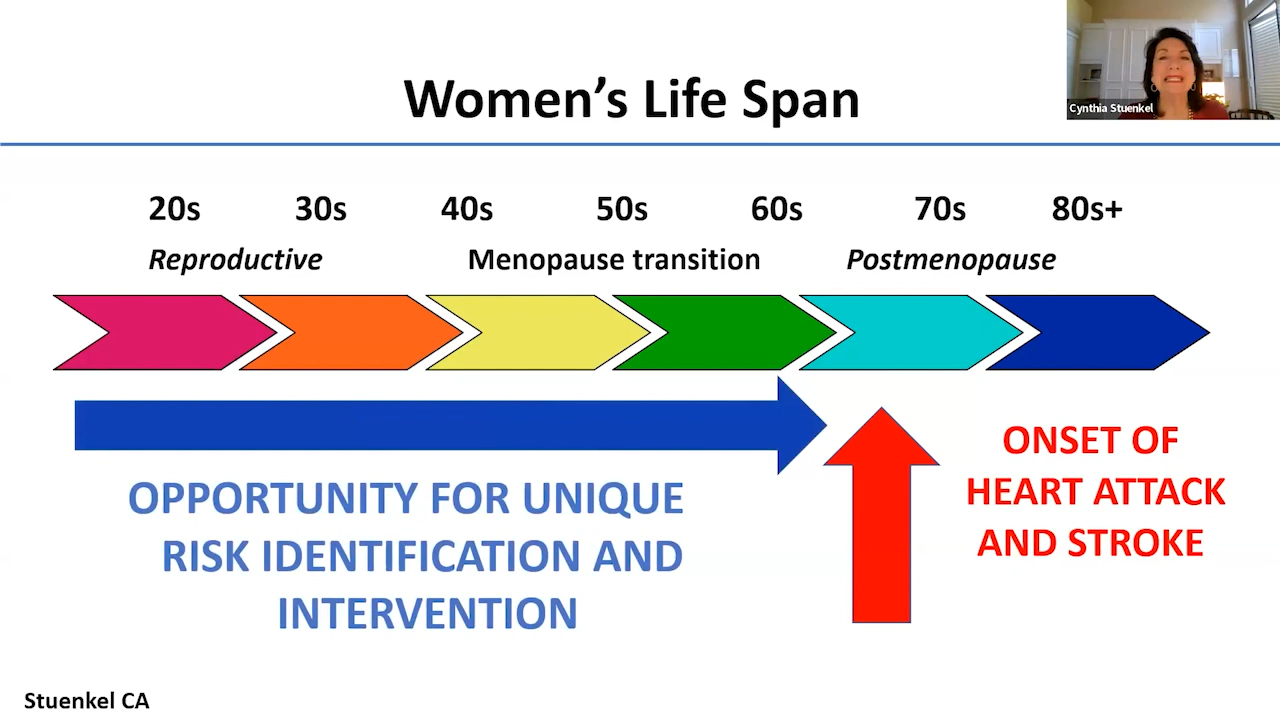 Women's Life Span
Cynthia Stuenkel
20s 30s 40s 50s 60s 70s 80s+
Reproductive Menopause transition Postmenopause
OPPORTUNITY FOR UNIQUE
RISK IDENTIFICATION AND
INTERVENTION
ONSET OF
HEART ATTACK
AND STROKE
Stuenkel CA